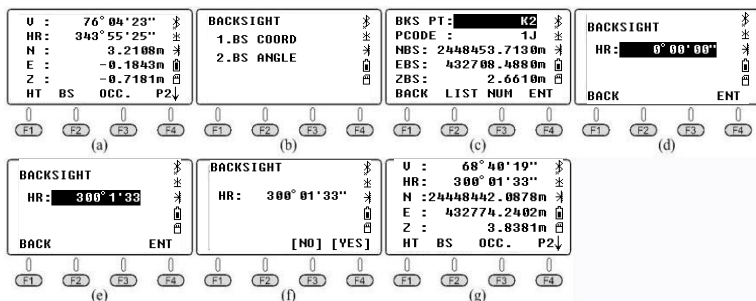 V : 76°04'23"
HR: 343°55'25"
N : 3.2108m
E : -0.1843m
Z : -0.7181m
HT BS OCC. P2↓
F1 F2 F3 F4
(a)
BACKSIGHT
1.BS COORD
2.BS ANGLE
F1 F2 F3 F4
(b)
BKS PT: K2
PCODE : 1J
NBS: 2448453.7130m
EBS: 432708.4880m
ZBS: 2.6610m
BACK LIST NUM ENT
F1 F2 F3 F4
(c)
BACKSIGHT
HR: 0°00'00"
BACK ENT
F1 F2 F3 F4
(d)
BACKSIGHT
HR: 300°1'33
BACK ENT
F1 F2 F3 F4
(e)
BACKSIGHT
HR: 300°01'33"
[NO] [YES]
F1 F2 F3 F4
(f)
V : 68°40'19"
HR: 300°01'33"
N :24448442.0878m
E : 432774.2402m
Z : 3.8381m
HT BS OCC. P2↓
F1 F2 F3 F4
(g)